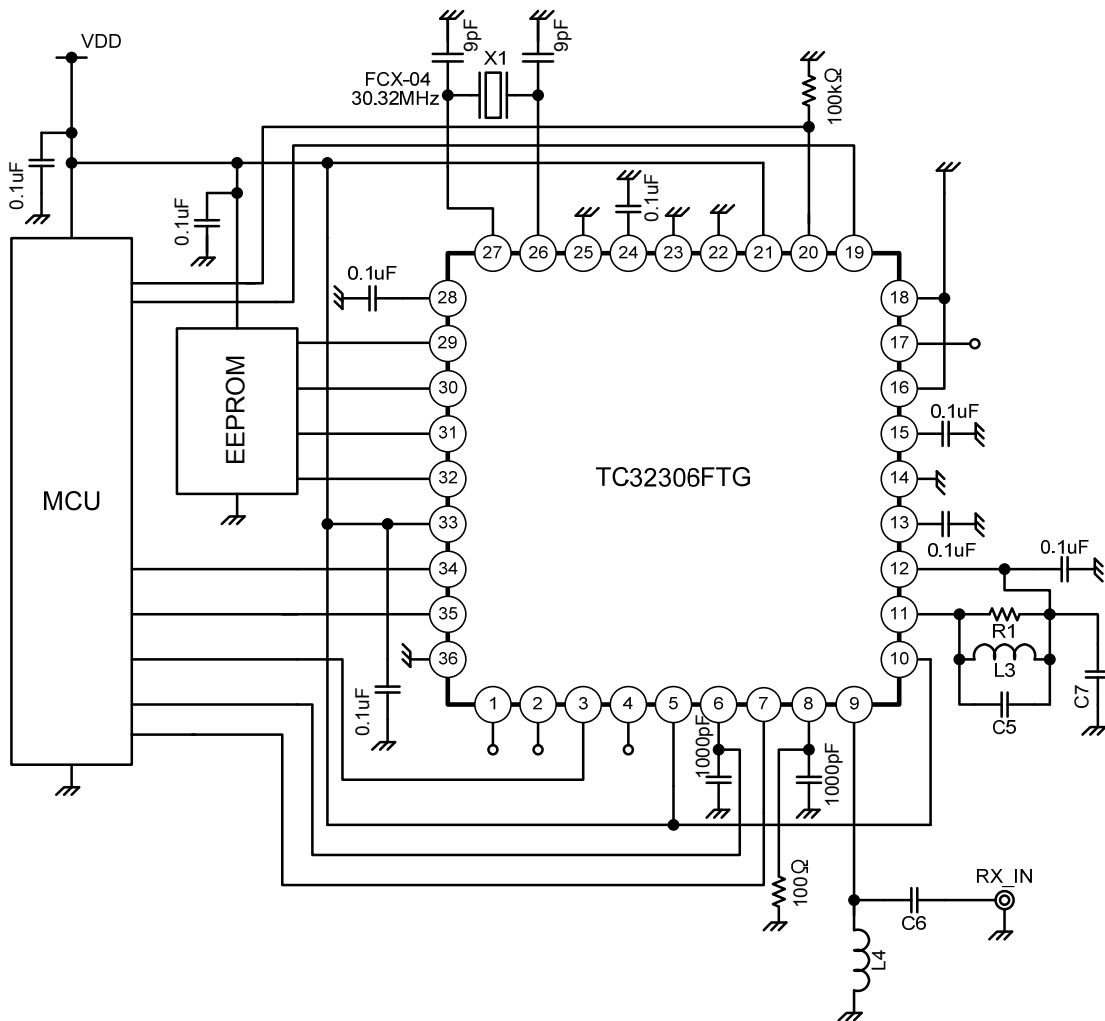 VDD
9pF
9pF
X1
FCX-04
30.32MHz
100kΩ
0.1uF
0.1uF
0.1uF
0.1uF
27
26
25
24
23
22
21
20
19
28
29
30
31
32
33
34
35
36
18
17
16
15
14
13
12
11
10
0.1uF
0.1uF
0.1uF
MCU
EEPROM
TC32306FTG
R1
L3
C5
C7
0.1uF
1
2
3
4
5
6
7
8
9
1000pF
1000pF
100Ω
C6
RX_IN
L4